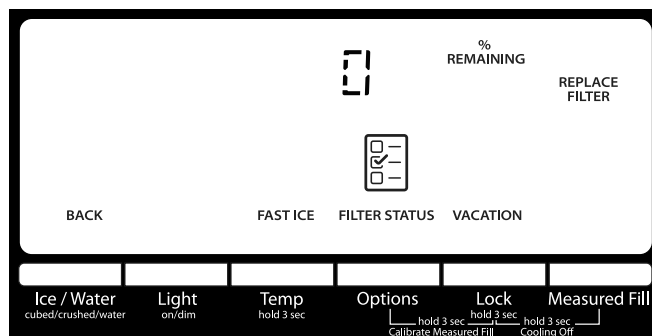 0
%
REMAINING
REPLACE
FILTER
BACK
FAST ICE
FILTER STATUS
VACATION
Ice / Water
cubed/crushed/water
Light
on/dim
Temp
hold 3 sec
Options
Lock
hold 3 sec
Measured Fill
hold 3 sec
Calibrate Measured Fill
hold 3 sec
Cooling Off